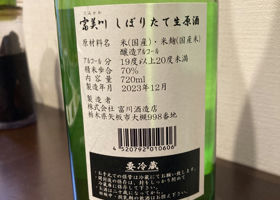 とみかわ
富美川 しぼりたて生原酒
原材料名 米(国産)・米麹(国産米)
醸造アルコール
アルコール分 19度以上20度未満
精米歩合 70%
内容量 720ml
製造年月 2023年12月
製造者
株式会社 富川酒造店
栃木県矢板市大槻998番地
4520792010606
要冷蔵